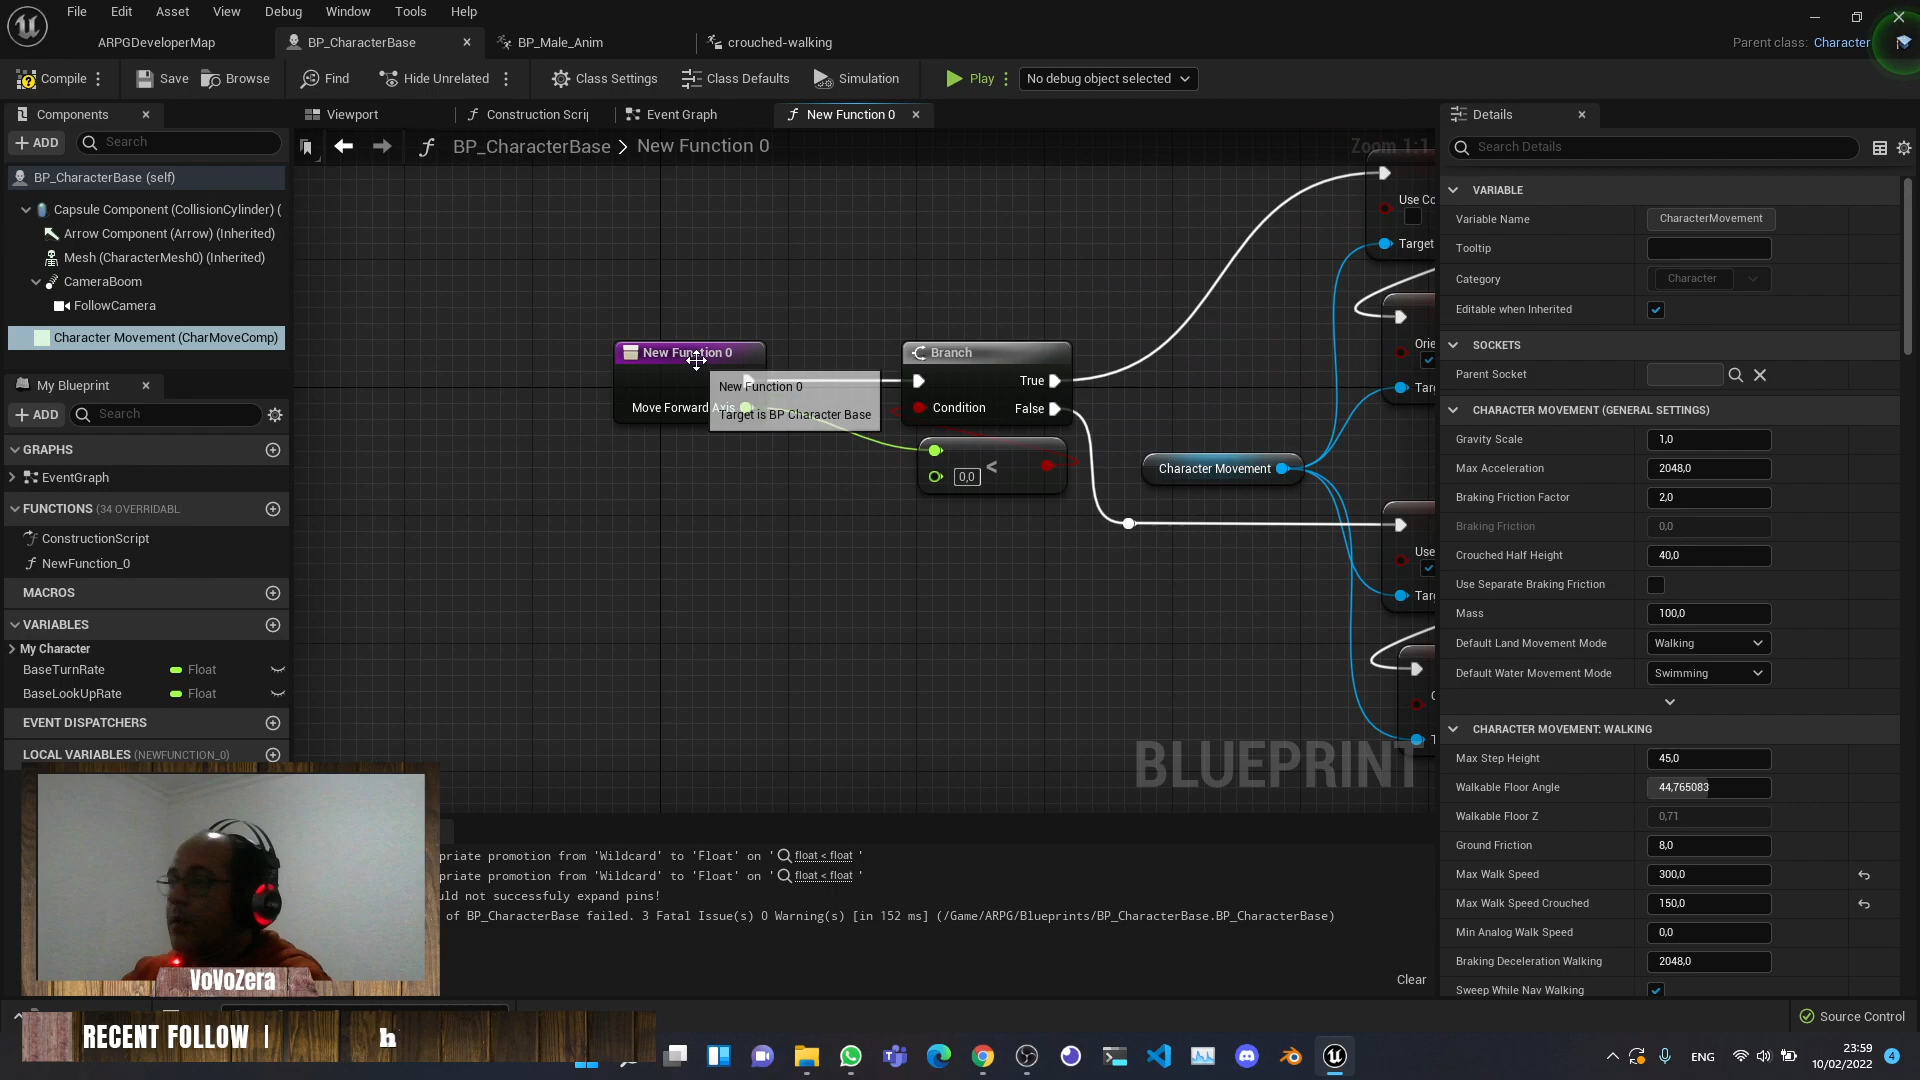 File Edit Asset View Debug Window Tools Help
ARPGDeveloperMap BP_CharacterBase BP_Male_Anim crouched-walking
Parent class: Character
Compile Save Browse Find Hide Unrelated Class Settings Class Defaults Simulation Play No debug object selected
Components
ADD Search
BP_CharacterBase (self)
Capsule Component (CollisionCylinder) (
Arrow Component (Arrow) (Inherited)
Mesh (CharacterMesh0) (Inherited)
CameraBoom
FollowCamera
Character Movement (CharMoveComp)
My Blueprint
ADD Search
GRAPHS
EventGraph
FUNCTIONS (34 OVERRIDABL
ConstructionScript
NewFunction_0
MACROS
VARIABLES
My Character
BaseTurnRate Float
BaseLookUpRate Float
EVENT DISPATCHERS
LOCAL VARIABLES (NEWFUNCTION_0)
Viewport Construction Scrip Event Graph New Function 0
BP_CharacterBase > New Function 0
Zoom 1:1
New Function 0
Move Forward Axis
New Function 0
Target is BP Character Base
Branch
True
Condition False
0,0 <
Character Movement
Use Co
Target
Orie
Targ
Use
Targ
BLUEPRINT
priate promotion from 'Wildcard' to 'Float' on ' float < float '
priate promotion from 'Wildcard' to 'Float' on ' float < float '
uld not successfuly expand pins!
of BP_CharacterBase failed. 3 Fatal Issue(s) 0 Warning(s) [in 152 ms] (/Game/ARPG/Blueprints/BP_CharacterBase.BP_CharacterBase)
Clear
Details
Search Details
VARIABLE
Variable Name CharacterMovement
Tooltip
Category Character
Editable when Inherited
SOCKETS
Parent Socket
CHARACTER MOVEMENT (GENERAL SETTINGS)
Gravity Scale 1,0
Max Acceleration 2048,0
Braking Friction Factor 2,0
Braking Friction 0,0
Crouched Half Height 40,0
Use Separate Braking Friction
Mass 100,0
Default Land Movement Mode Walking
Default Water Movement Mode Swimming
CHARACTER MOVEMENT: WALKING
Max Step Height 45,0
Walkable Floor Angle 44,765083
Walkable Floor Z 0,71
Ground Friction 8,0
Max Walk Speed 300,0
Max Walk Speed Crouched 150,0
Min Analog Walk Speed 0,0
Braking Deceleration Walking 2048,0
Sweep While Nav Walking
Source Control
VoVoZera
RECENT FOLLOW | h
ENG
23:59
10/02/2022
4